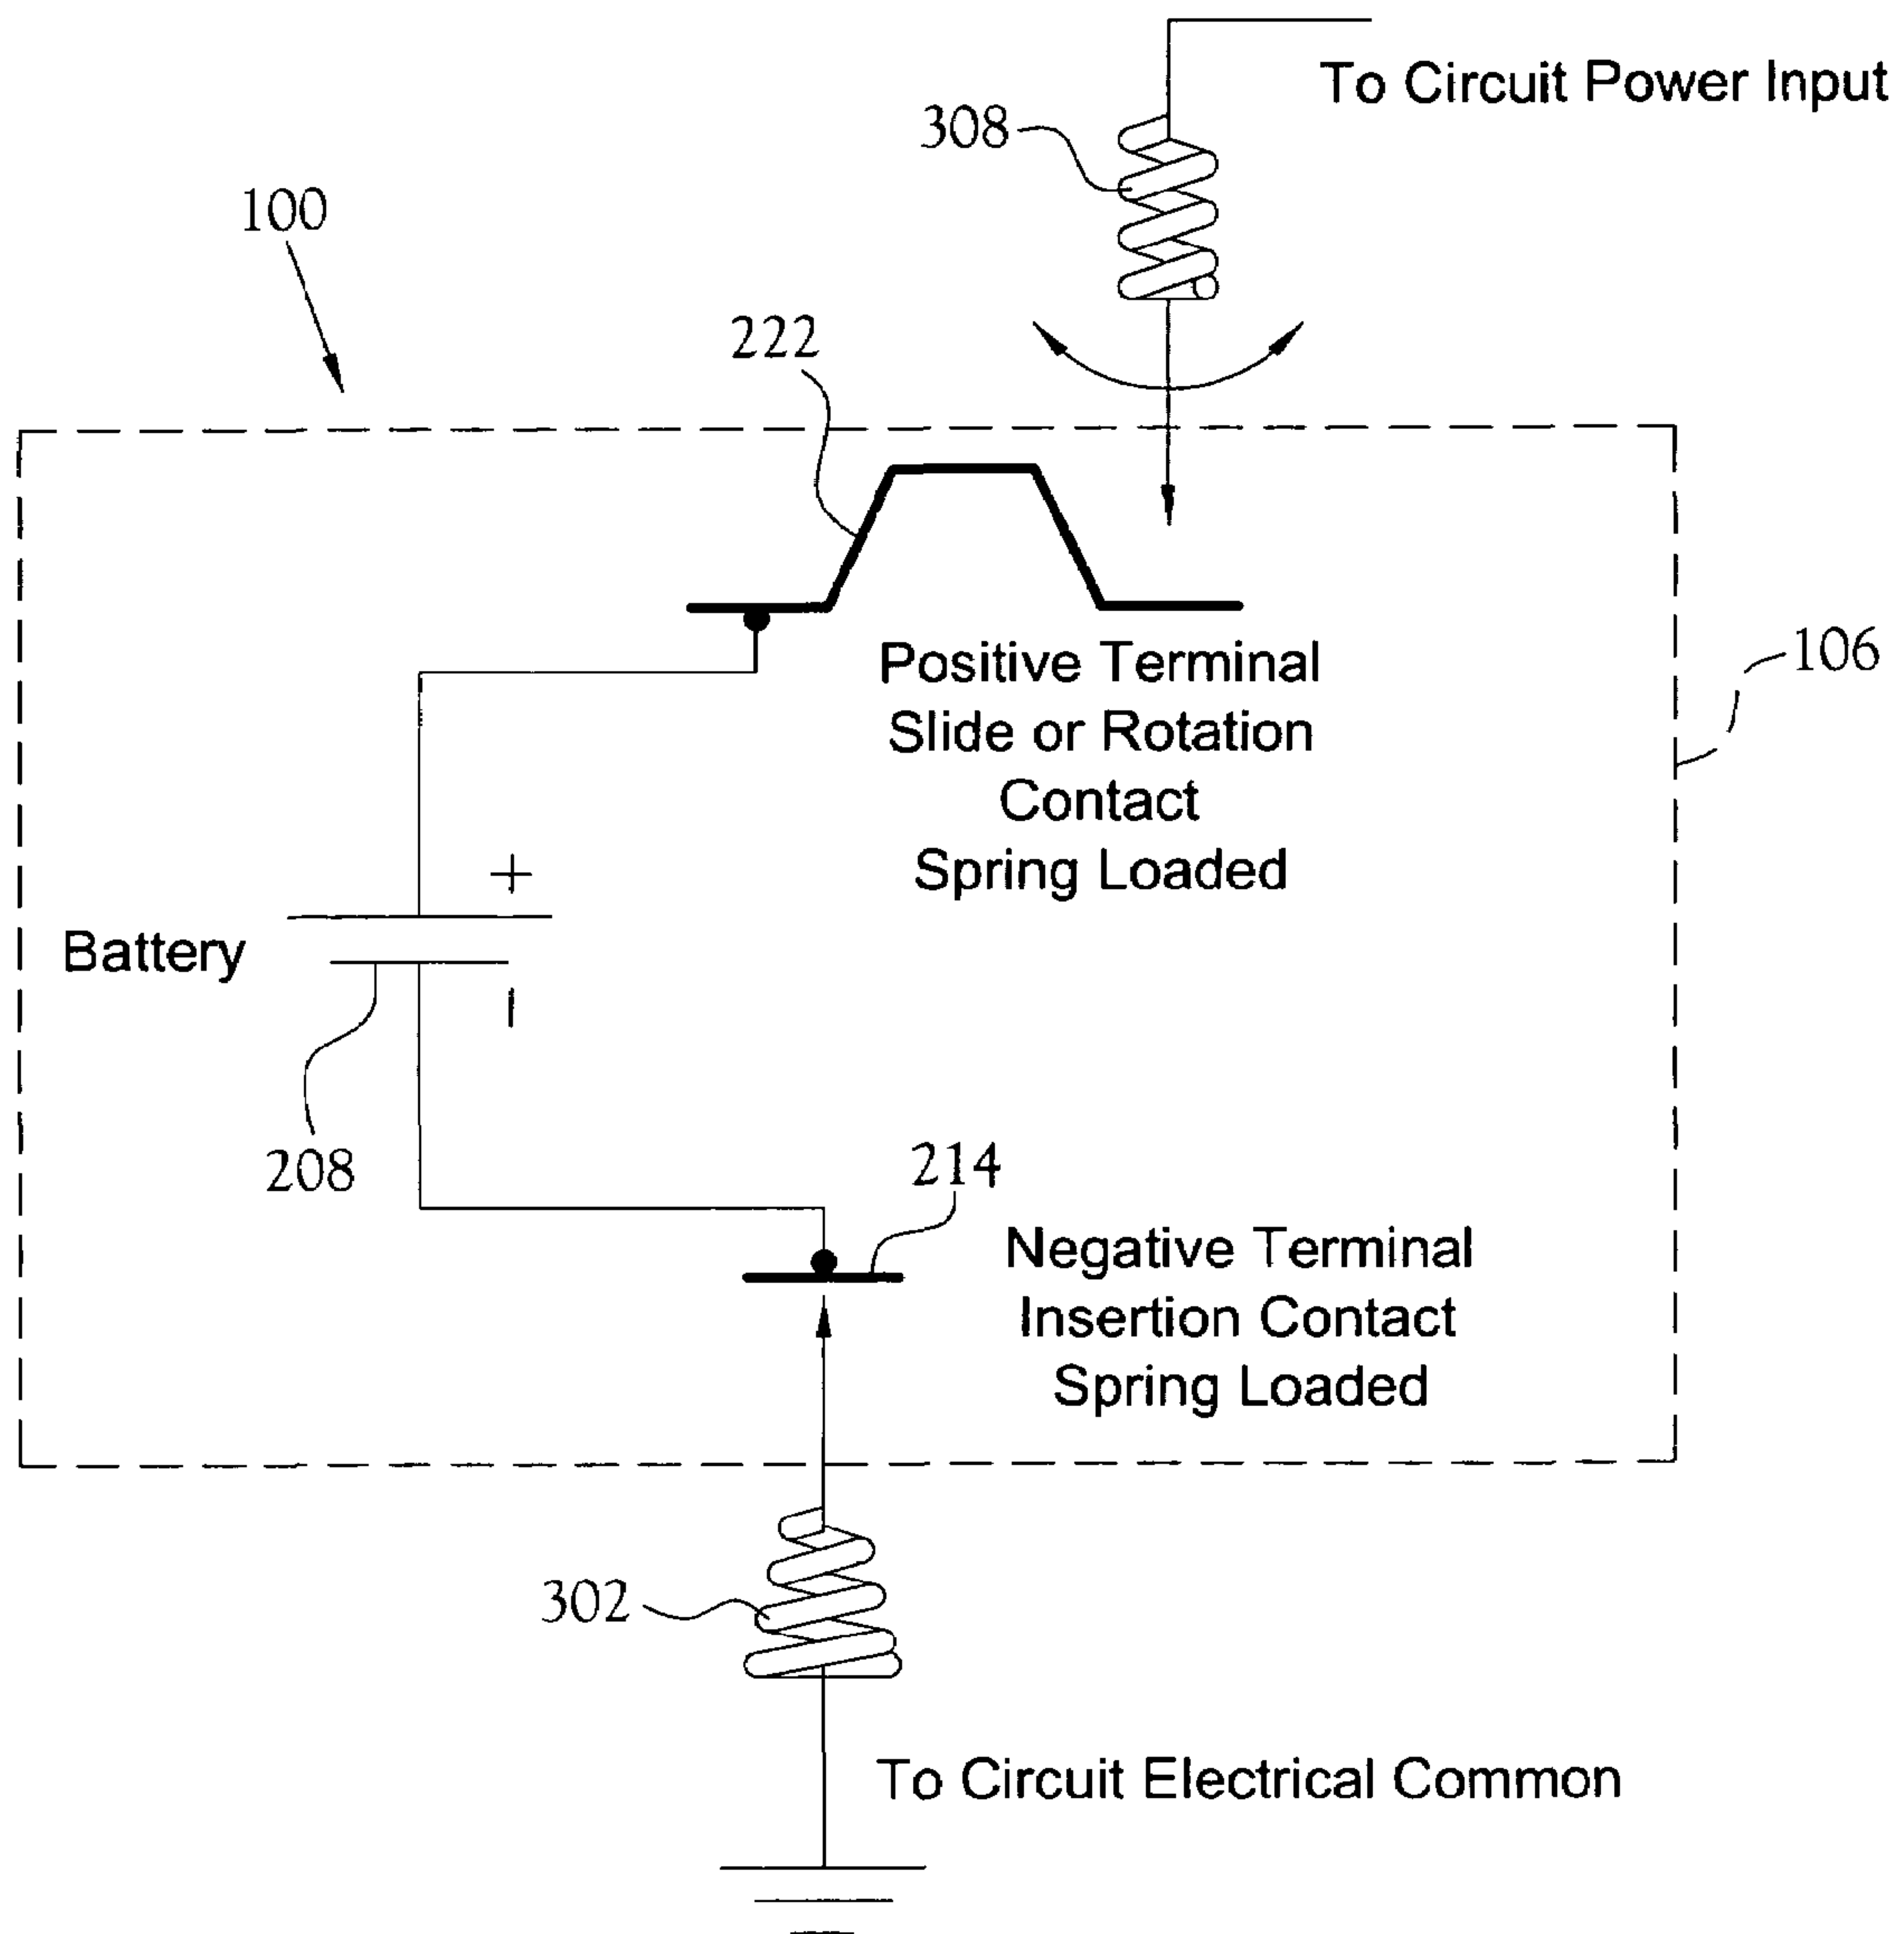 To Circuit Power Input
308
100
222
106
Positive Terminal
Slide or Rotation
Contact
Spring Loaded
+
Battery
-
208
214
Negative Terminal
Insertion Contact
Spring Loaded
302
To Circuit Electrical Common